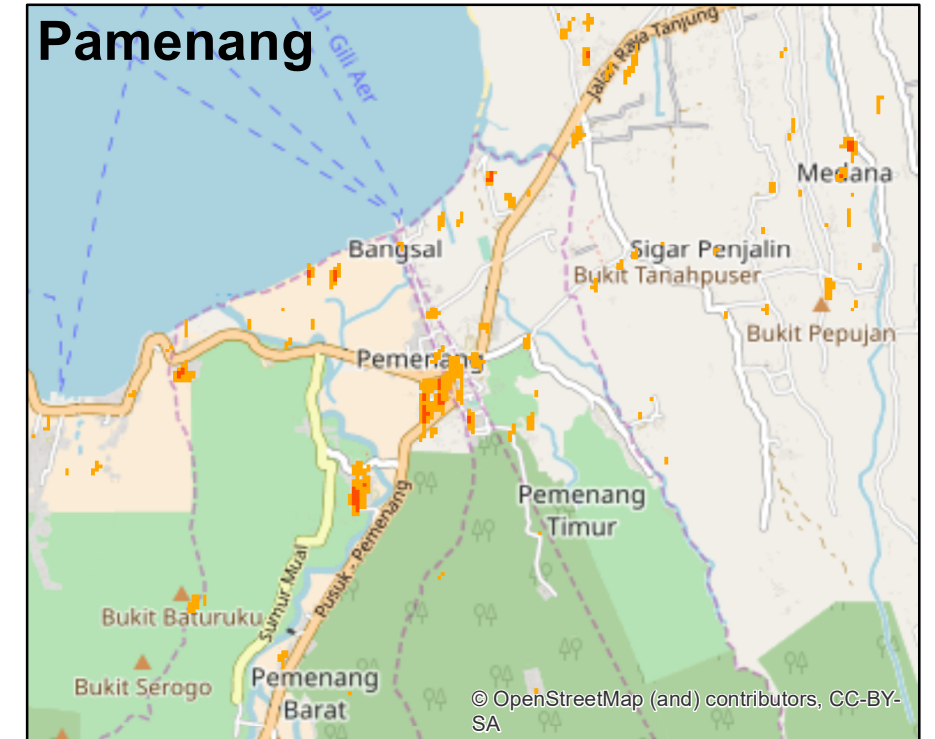 Pamenang
al - Gili Aer
Jalan Raya Tanjung
Medana
Bangsal
Sigar Penjalin
Bukit Tanahpuser
Bukit Pepujan
Pemenang
Pemenang
Timur
Pusuk - Pemenang
Sumur Mual
Bukit Baturuku
Pemenang
Barat
Bukit Serogo
© OpenStreetMap (and) contributors, CC-BY-
SA